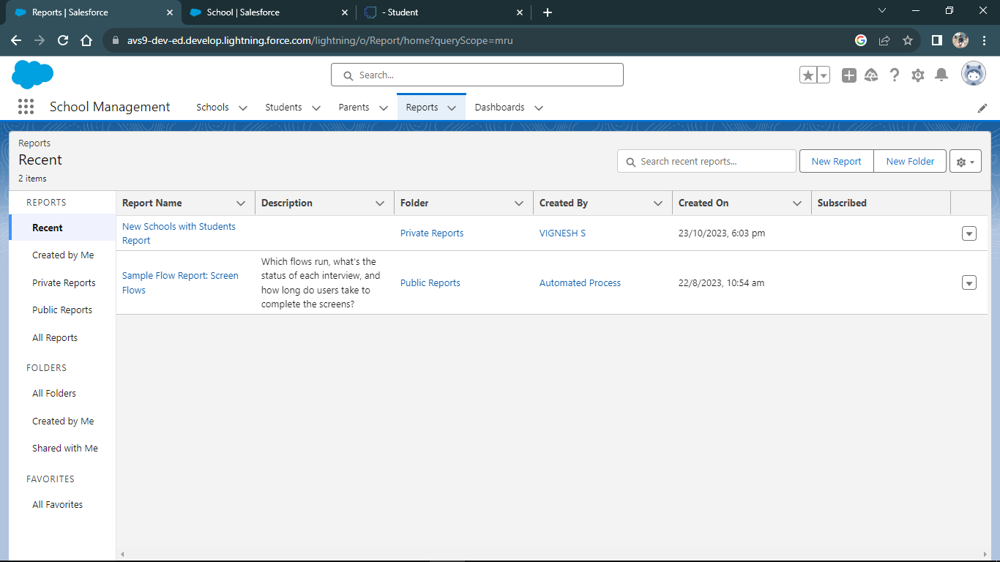 Reports | Salesforce
School | Salesforce
- Student
avs9-dev-ed.develop.lightning.force.com/lightning/o/Report/home?queryScope=mru
Search...
School Management
Schools
Students
Parents
Reports
Dashboards
Reports
Recent
2 items
Search recent reports...
New Report
New Folder
REPORTS
Recent
Created by Me
Private Reports
Public Reports
All Reports
FOLDERS
All Folders
Created by Me
Shared with Me
FAVORITES
All Favorites
Report Name
Description
Folder
Created By
Created On
Subscribed
New Schools with Students
Report
Private Reports
VIGNESH S
23/10/2023, 6:03 pm
Sample Flow Report: Screen
Flows
Which flows run, what's the
status of each interview, and
how long do users take to
complete the screens?
Public Reports
Automated Process
22/8/2023, 10:54 am